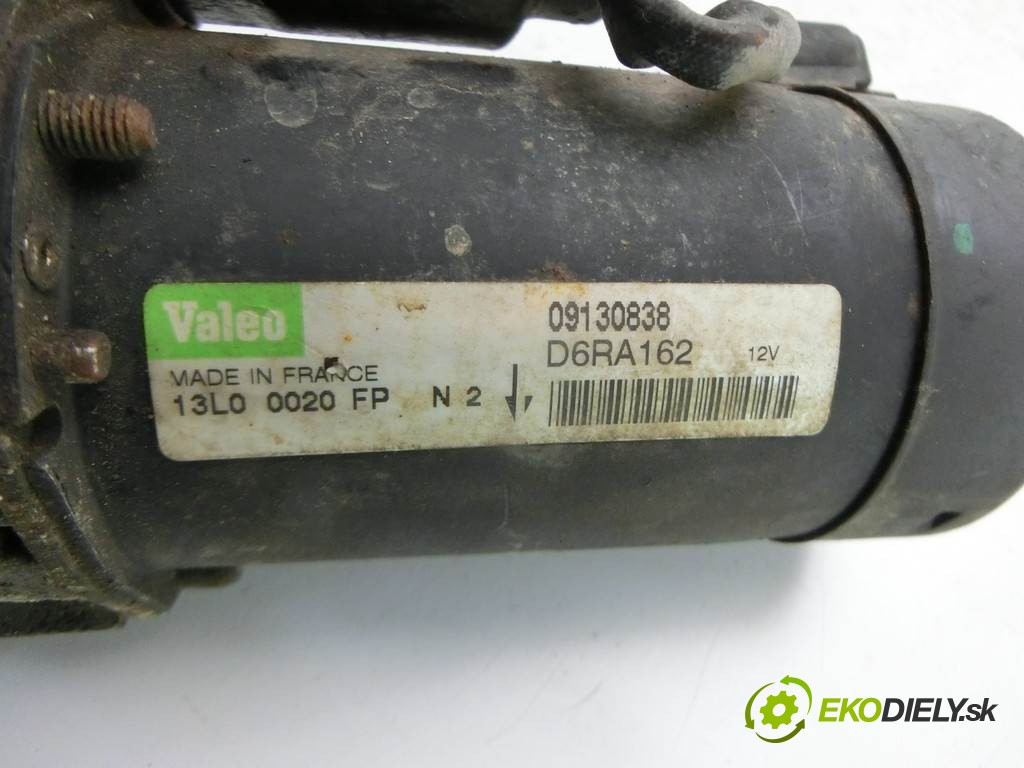 Valeo
MADE IN FRANCE
13L0 0020 FP N 2
09130838
D6RA162 12V
EKODIELY.sk